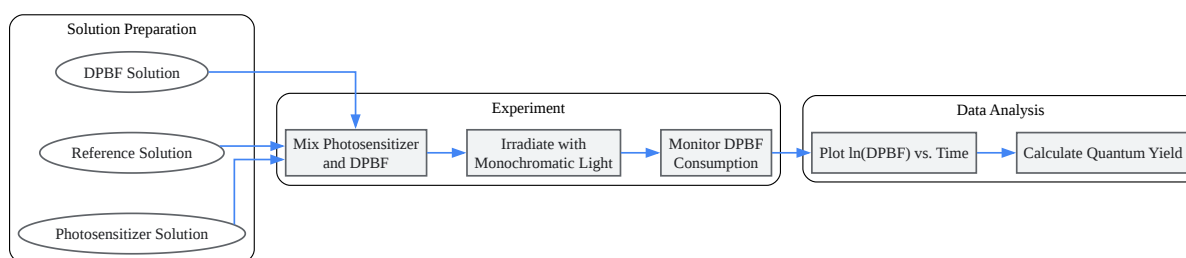 Solution Preparation
DPBF Solution
Reference Solution
Photosensitizer Solution
Experiment
Mix Photosensitizer
and DPBF
Irradiate with
Monochromatic Light
Monitor DPBF
Consumption
Data Analysis
Plot ln(DPBF) vs. Time
Calculate Quantum Yield